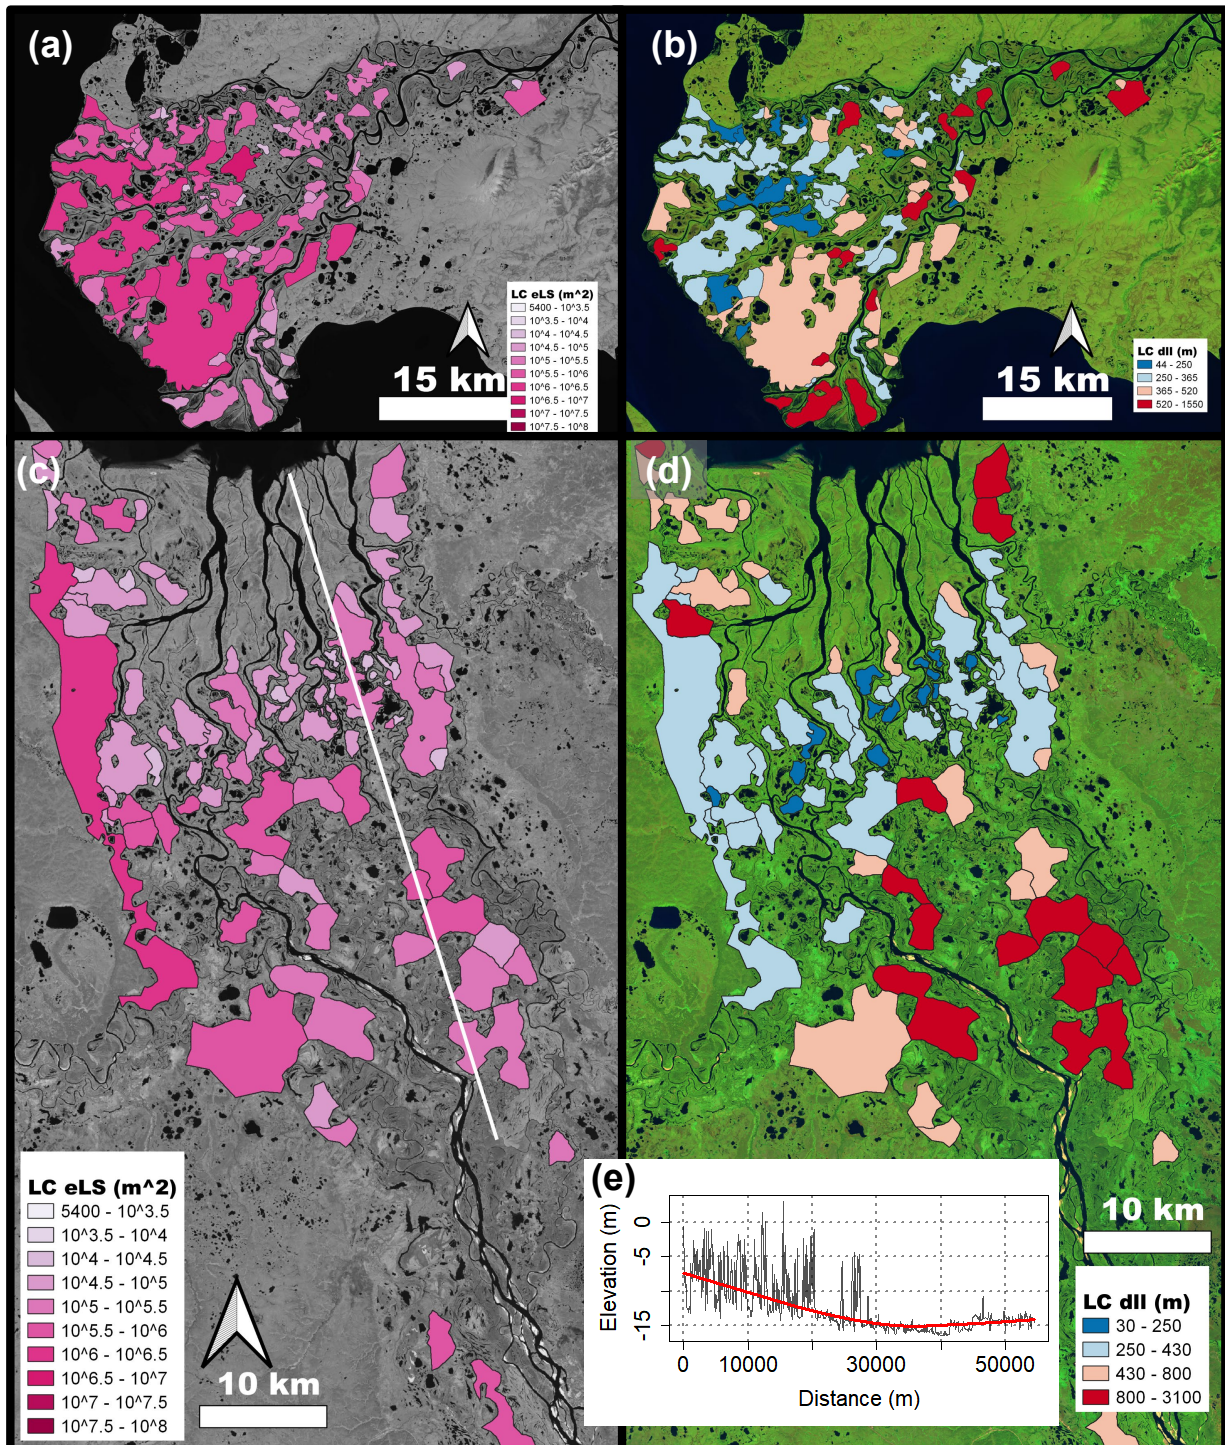 (a)
LC eLS (m^2)
5400 - 10^3.5
10^3.5 - 10^4
10^4 - 10^4.5
10^4.5 - 10^5
10^5 - 10^5.5
10^5.5 - 10^6
10^6 - 10^6.5
10^6.5 - 10^7
10^7 - 10^7.5
10^7.5 - 10^8
15 km
(b)
LC dll (m)
44 - 250
250 - 365
365 - 520
520 - 1550
15 km
(c)
LC eLS (m^2)
5400 - 10^3.5
10^3.5 - 10^4
10^4 - 10^4.5
10^4.5 - 10^5
10^5 - 10^5.5
10^5.5 - 10^6
10^6 - 10^6.5
10^6.5 - 10^7
10^7 - 10^7.5
10^7.5 - 10^8
10 km
(d)
10 km
LC dll (m)
30 - 250
250 - 430
430 - 800
800 - 3100
(e)
Elevation (m)
0
-5
-15
0 10000 30000 50000
Distance (m)